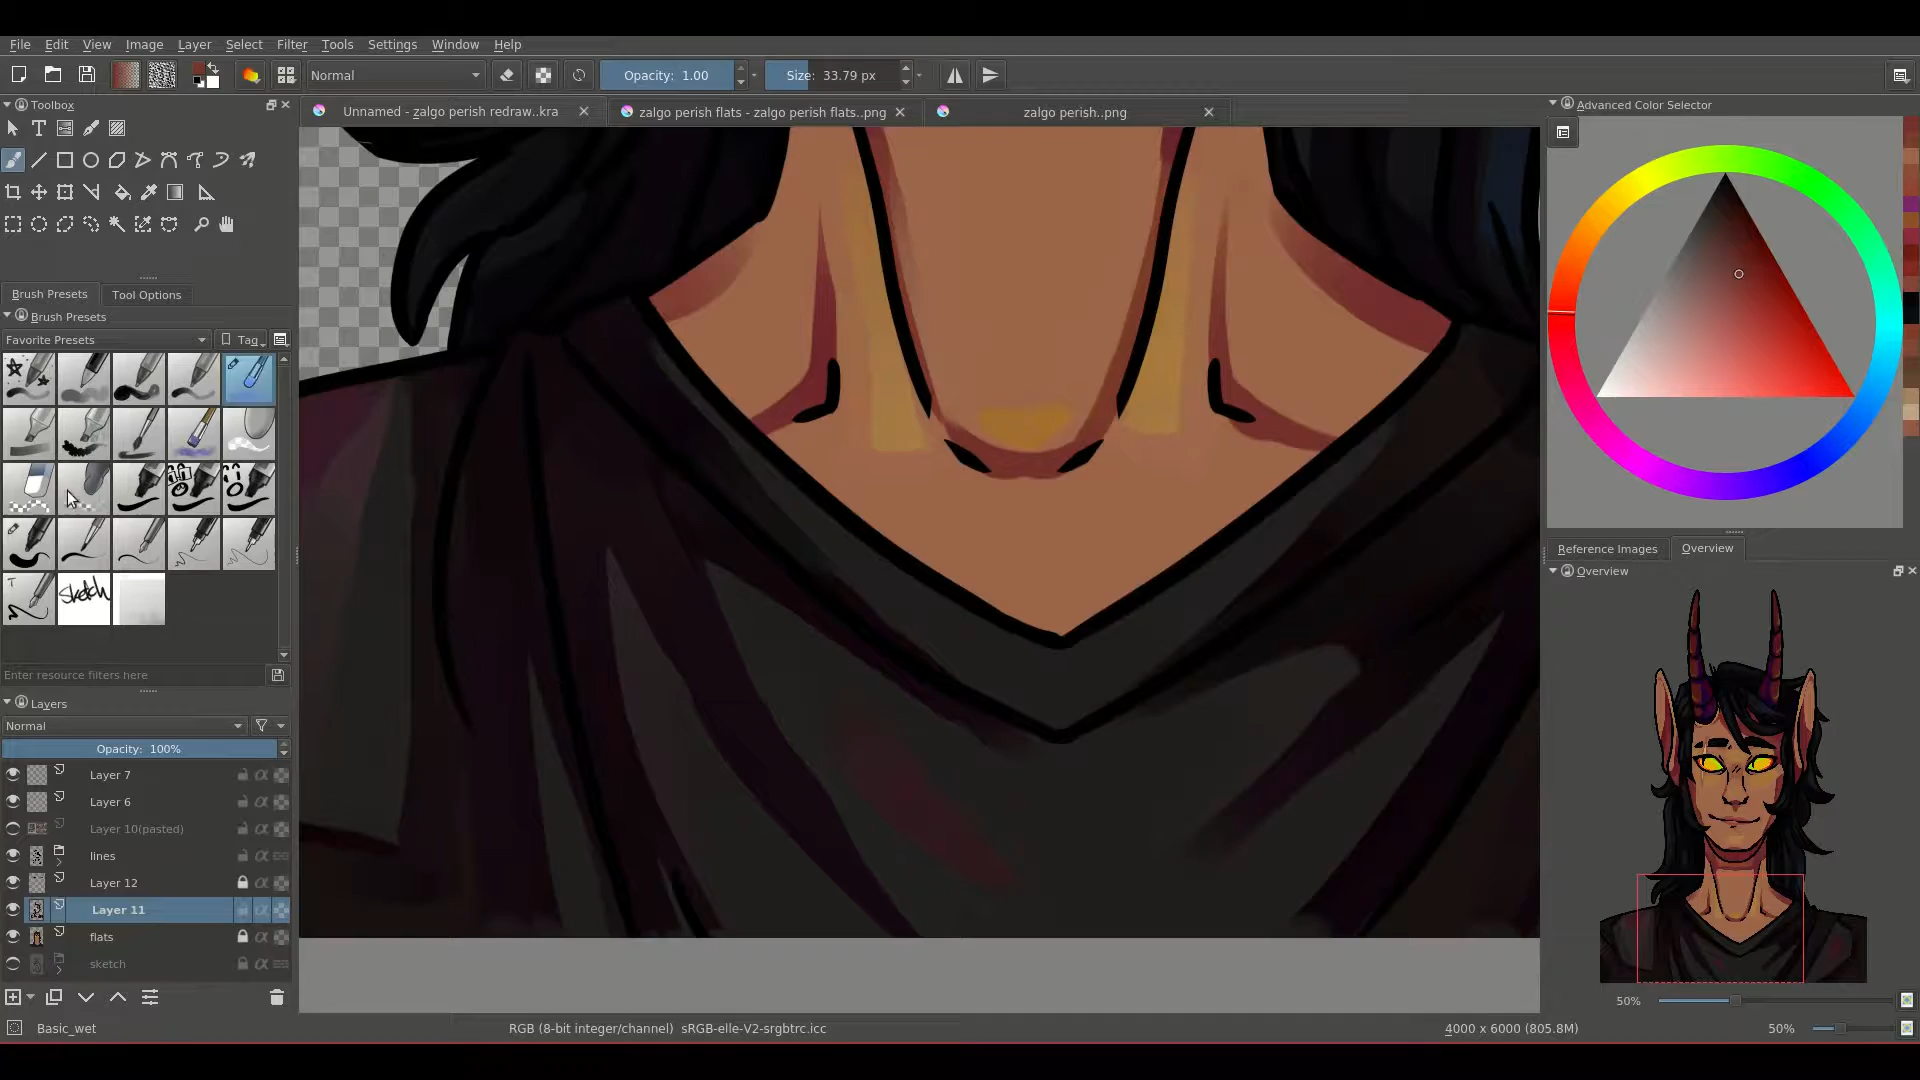 File Edit View Image Layer Select Filter Tools Settings Window Help
Normal
Opacity: 1.00
Size: 33.79 px
Toolbox
Unnamed - zalgo perish redraw..kra
zalgo perish flats - zalgo perish flats..png
zalgo perish..png
Advanced Color Selector
Brush Presets
Tool Options
Brush Presets
Favorite Presets
Tag
sketch
Enter resource filters here
Layers
Normal
Opacity: 100%
Layer 7
Layer 6
Layer 10(pasted)
lines
Layer 12
Layer 11
flats
sketch
Reference Images
Overview
Overview
50%
Basic_wet
RGB (8-bit integer/channel) sRGB-elle-V2-srgbtrc.icc
4000 x 6000 (805.8M)
50%